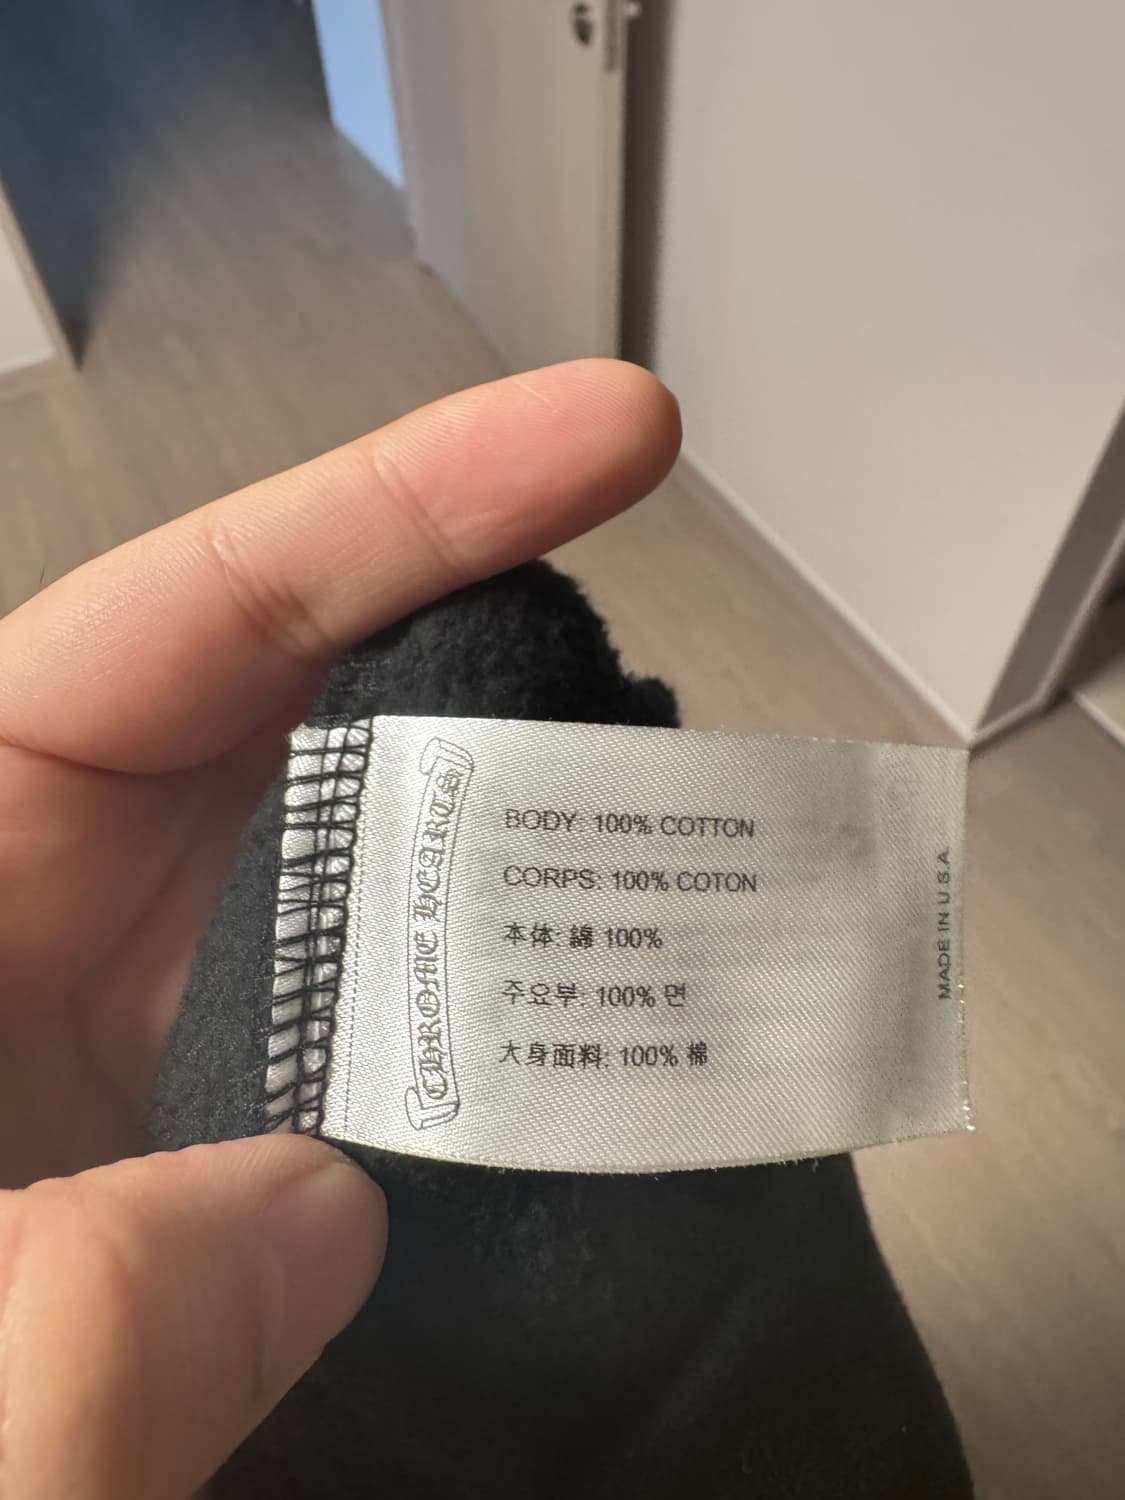 CHROME HEARTS
BODY: 100% COTTON
CORPS: 100% COTON
本体: 綿 100%
주요부: 100% 면
大身面料: 100% 棉
MADE IN U.S.A.